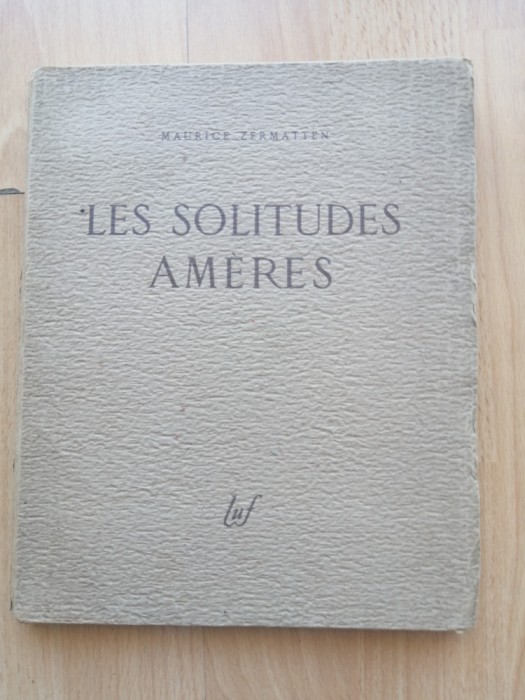 MAURICE ZERMATTEN
LES SOLITUDES
AMÈRES
luf